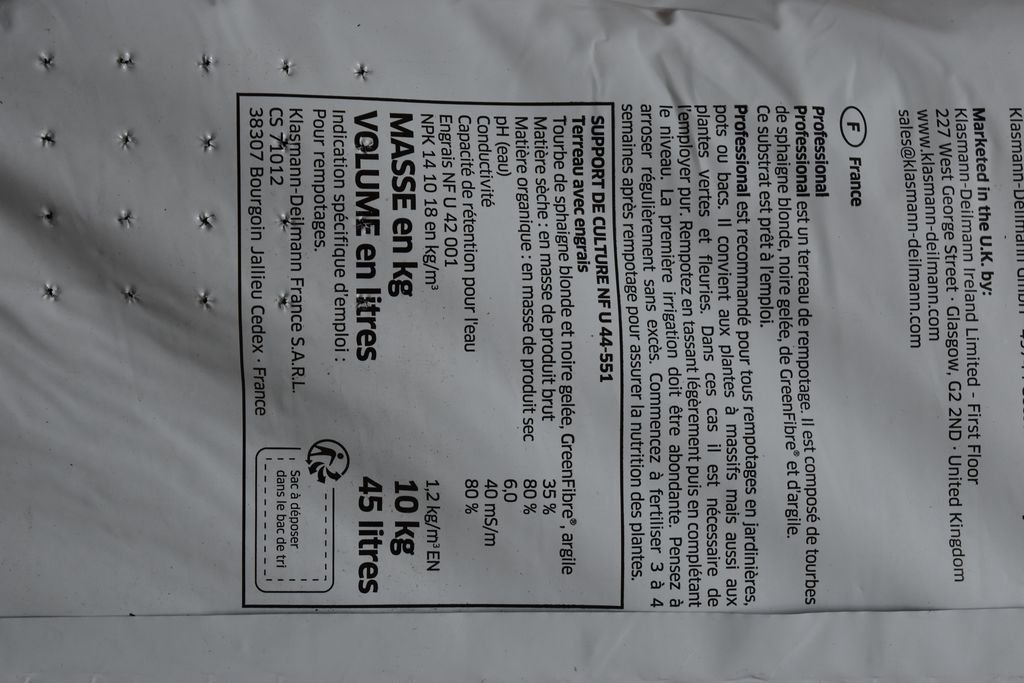 Klasmann-Deilmann GmbH
Marketed in the U.K. by:
Klasmann-Deilmann Ireland Limited - First Floor
227 West George Street · Glasgow, G2 2ND · United Kingdom
www.klasmann-deilmann.com
sales@klasmann-deilmann.com
F France
Professional
Professional est un terreau de rempotage. Il est composé de tourbes
de sphaigne blonde, noire gelée, de GreenFibre® et d'argile.
Ce substrat est prêt à l'emploi.
Professional est recommandé pour tous rempotages en jardinières,
pots ou bacs. Il convient aux plantes à massifs mais aussi aux
plantes vertes et fleuries. Dans ces cas il est nécessaire de
l'employer pur. Rempotez en tassant légèrement puis en complétant
le niveau. La première irrigation doit être abondante. Pensez à
arroser régulièrement sans excès. Commencez à fertiliser 3 à 4
semaines après rempotage pour assurer la nutrition des plantes.
SUPPORT DE CULTURE NF U 44-551
Terreau avec engrais
Tourbe de sphaigne blonde et noire gelée, GreenFibre®, argile
Matière sèche : en masse de produit brut 35 %
Matière organique : en masse de produit sec 80 %
pH (eau) 6,0
Conductivité 40 mS/m
Capacité de rétention pour l'eau 80 %
Engrais NF U 42 001
NPK 14 10 18 en kg/m³ 1,2 kg/m³ EN
MASSE en kg 10 kg
VOLUME en litres 45 litres
Indication spécifique d'emploi :
Pour rempotages.
Klasmann-Deilmann France S.A.R.L.
CS 71012
38307 Bourgoin Jallieu Cedex · France
Sac à déposer
dans le bac de tri